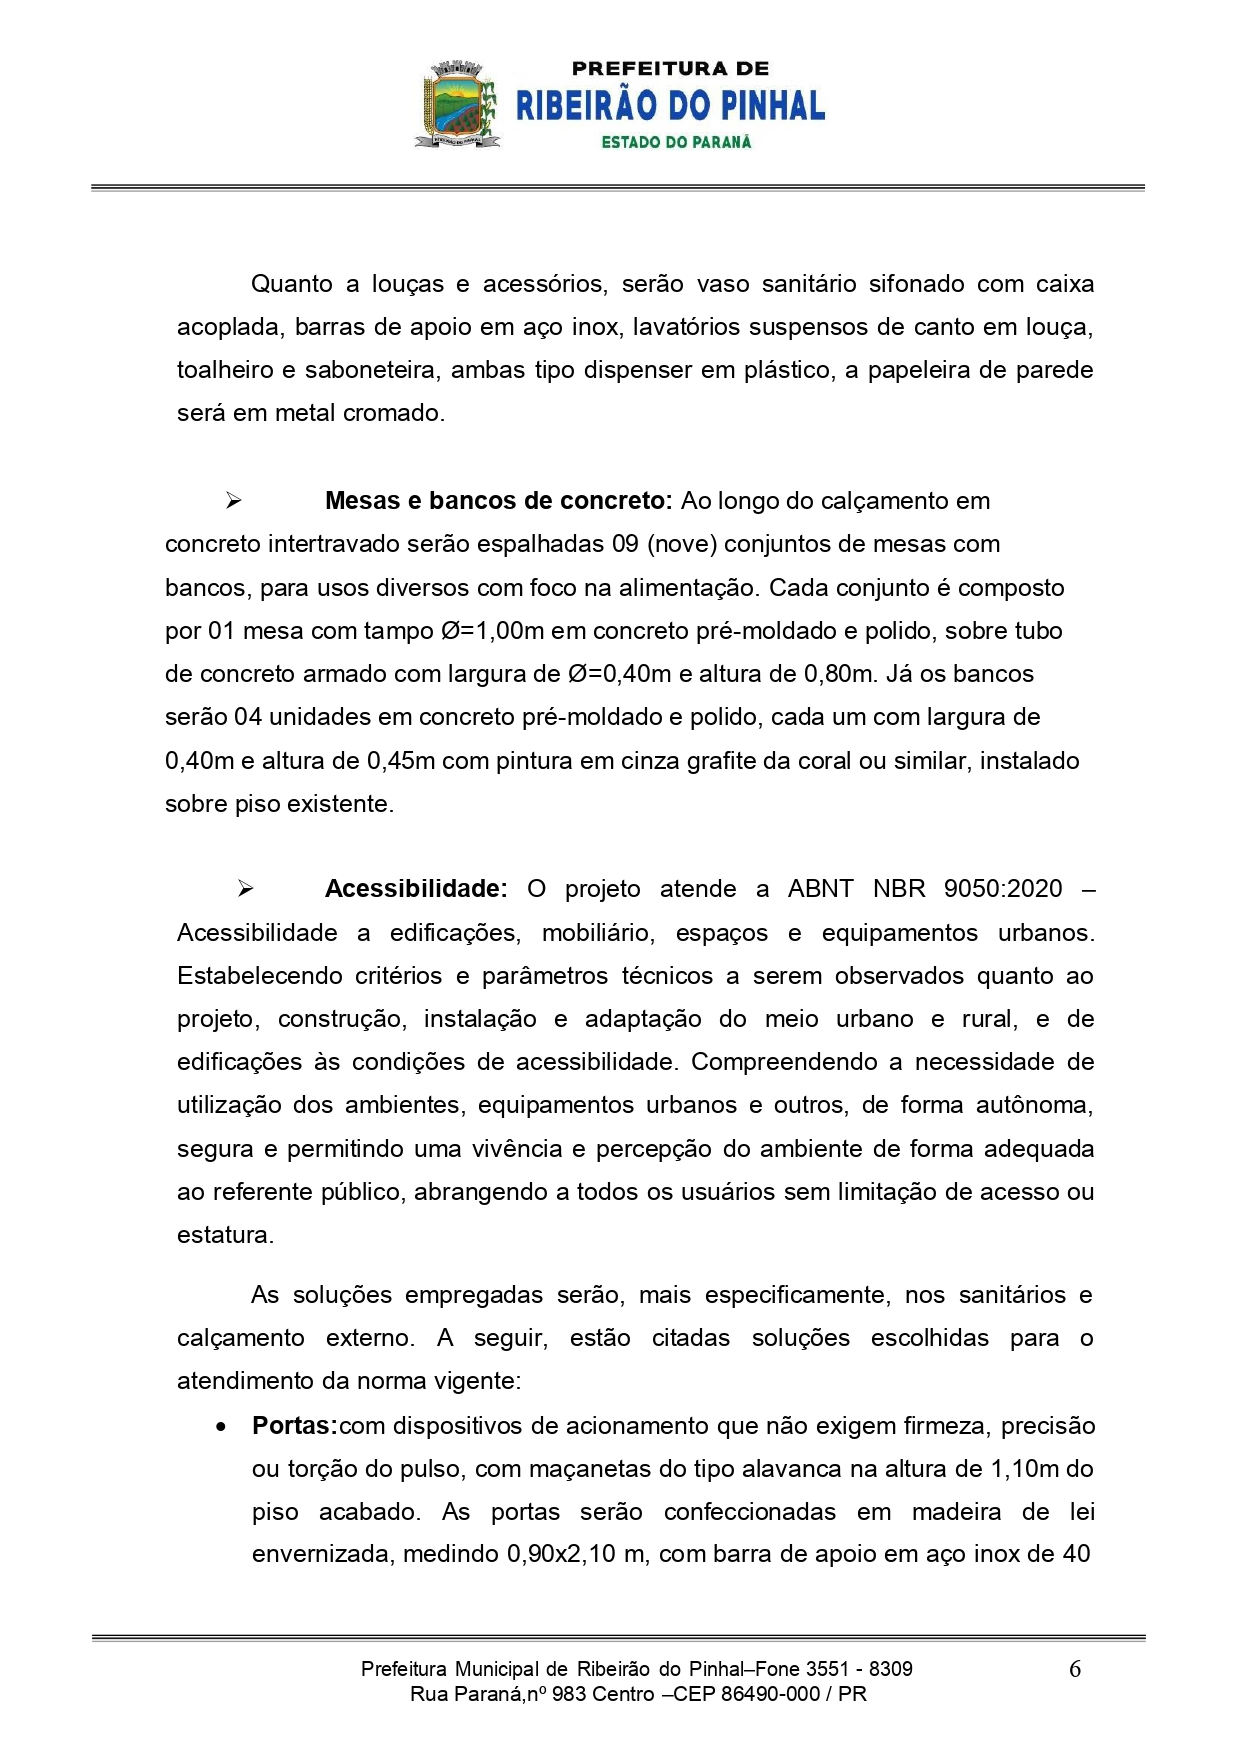 PREFEITURA DE
RIBEIRÃO DO PINHAL
ESTADO DO PARANÁ
RIBEIRÃO DO PINHAL
Quanto a louças e acessórios, serão vaso sanitário sifonado com caixa
acoplada, barras de apoio em aço inox, lavatórios suspensos de canto em louça,
toalheiro e saboneteira, ambas tipo dispenser em plástico, a papeleira de parede
será em metal cromado.
➢ Mesas e bancos de concreto: Ao longo do calçamento em
concreto intertravado serão espalhadas 09 (nove) conjuntos de mesas com
bancos, para usos diversos com foco na alimentação. Cada conjunto é composto
por 01 mesa com tampo Ø=1,00m em concreto pré-moldado e polido, sobre tubo
de concreto armado com largura de Ø=0,40m e altura de 0,80m. Já os bancos
serão 04 unidades em concreto pré-moldado e polido, cada um com largura de
0,40m e altura de 0,45m com pintura em cinza grafite da coral ou similar, instalado
sobre piso existente.
➢ Acessibilidade: O projeto atende a ABNT NBR 9050:2020 –
Acessibilidade a edificações, mobiliário, espaços e equipamentos urbanos.
Estabelecendo critérios e parâmetros técnicos a serem observados quanto ao
projeto, construção, instalação e adaptação do meio urbano e rural, e de
edificações às condições de acessibilidade. Compreendendo a necessidade de
utilização dos ambientes, equipamentos urbanos e outros, de forma autônoma,
segura e permitindo uma vivência e percepção do ambiente de forma adequada
ao referente público, abrangendo a todos os usuários sem limitação de acesso ou
estatura.
As soluções empregadas serão, mais especificamente, nos sanitários e
calçamento externo. A seguir, estão citadas soluções escolhidas para o
atendimento da norma vigente:
• Portas:com dispositivos de acionamento que não exigem firmeza, precisão
ou torção do pulso, com maçanetas do tipo alavanca na altura de 1,10m do
piso acabado. As portas serão confeccionadas em madeira de lei
envernizada, medindo 0,90x2,10 m, com barra de apoio em aço inox de 40
Prefeitura Municipal de Ribeirão do Pinhal–Fone 3551 - 8309 6
Rua Paraná,nº 983 Centro –CEP 86490-000 / PR